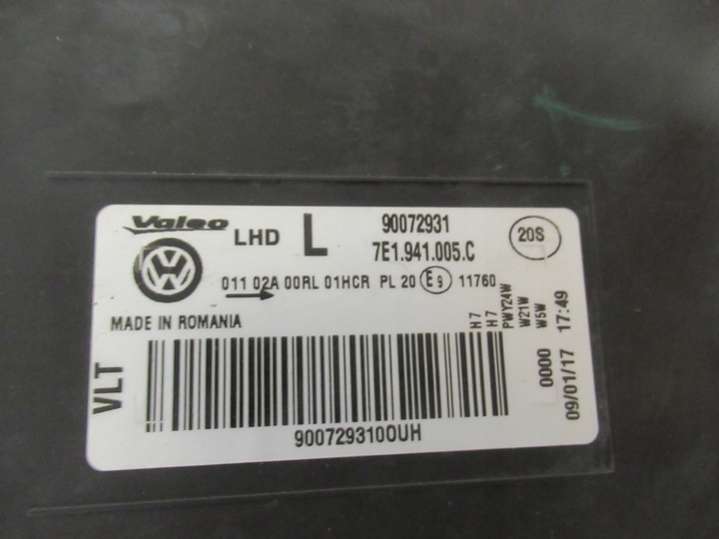 Valeo
LHD L
90072931
7E1.941.005.C
20S
011 02A 00RL 01HCR PL 20 E9 11760
MADE IN ROMANIA
H7
H7
PWY24W
W21W
W5W
0000
09/01/17 17:49
VLT
900729310OUH